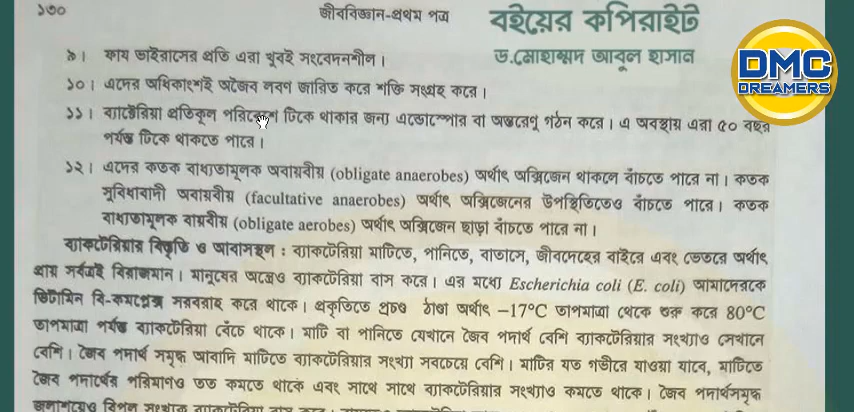 ১৩০
জীববিজ্ঞান-প্রথম পত্র
বইয়ের কপিরাইট
ড.মোহাম্মদ আবুল হাসান
DMC
DREAMERS
৯। ফায ভাইরাসের প্রতি এরা খুবই সংবেদনশীল।
১০। এদের অধিকাংশই অজৈব লবণ জারিত করে শক্তি সংগ্রহ করে।
১১। ব্যাক্টেরিয়া প্রতিকূল পরিবেশে টিকে থাকার জন্য এন্ডোস্পোর বা অন্তরেণু গঠন করে। এ অবস্থায় এরা ৫০ বছর
পর্যন্ত টিকে থাকতে পারে।
১২। এদের কতক বাধ্যতামূলক অবায়বীয় (obligate anaerobes) অর্থাৎ অক্সিজেন থাকলে বাঁচতে পারে না। কতক
সুবিধাবাদী অবায়বীয় (facultative anaerobes) অর্থাৎ অক্সিজেনের উপস্থিতিতেও বাঁচতে পারে। কতক
বাধ্যতামূলক বায়বীয় (obligate aerobes) অর্থাৎ অক্সিজেন ছাড়া বাঁচতে পারে না।
ব্যাকটেরিয়ার বিস্তৃতি ও আবাসস্থল : ব্যাকটেরিয়া মাটিতে, পানিতে, বাতাসে, জীবদেহের বাইরে এবং ভেতরে অর্থাৎ
প্রায় সর্বত্রই বিরাজমান। মানুষের অন্ত্রেও ব্যাকটেরিয়া বাস করে। এর মধ্যে Escherichia coli (E. coli) আমাদেরকে
ভিটামিন বি-কমপ্লেক্স সরবরাহ করে থাকে। প্রকৃতিতে প্রচণ্ড ঠাণ্ডা অর্থাৎ −17°C তাপমাত্রা থেকে শুরু করে 80°C
তাপমাত্রা পর্যন্ত ব্যাকটেরিয়া বেঁচে থাকে। মাটি বা পানিতে যেখানে জৈব পদার্থ বেশি ব্যাকটেরিয়ার সংখ্যাও সেখানে
বেশি। জৈব পদার্থ সমৃদ্ধ আবাদি মাটিতে ব্যাকটেরিয়ার সংখ্যা সবচেয়ে বেশি। মাটির যত গভীরে যাওয়া যাবে, মাটিতে
জৈব পদার্থের পরিমাণও তত কমতে থাকে এবং সাথে সাথে ব্যাকটেরিয়ার সংখ্যাও কমতে থাকে। জৈব পদার্থসমৃদ্ধ
জলাশয়েও বিপুল সংখ্যক ব্যাকটেরিয়া বাস করে।